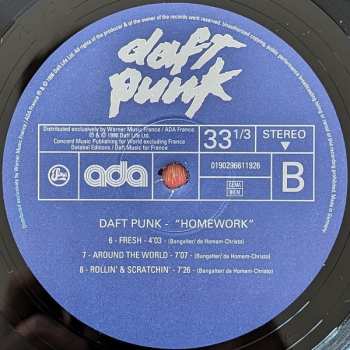 daft
punk
Distributed exclusively by Warner Music France / ADA France.
℗ & © 1996 Daft Life Ltd.
Concord Music Publishing for World excluding France
Delabel Editions / Daft Music for France
33 1/3
STEREO
0190296611926
B
ada
DAFT PUNK - "HOMEWORK"
6 - FRESH - 4'03 - (Bangalter/ de Homem-Christo)
7 - AROUND THE WORLD - 7'07 - (Bangalter/ de Homem-Christo)
8 - ROLLIN' & SCRATCHIN' - 7'26 - (Bangalter/ de Homem-Christo)